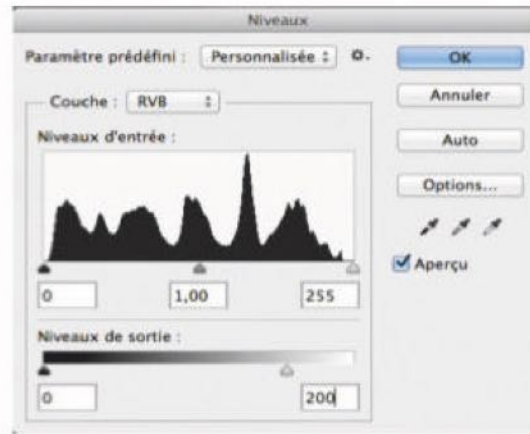 Niveaux
Paramètre prédéfini : Personnalisée
OK
Couche : RVB
Annuler
Niveaux d'entrée :
Auto
Options...
Aperçu
0 1,00 255
Niveaux de sortie :
0 200